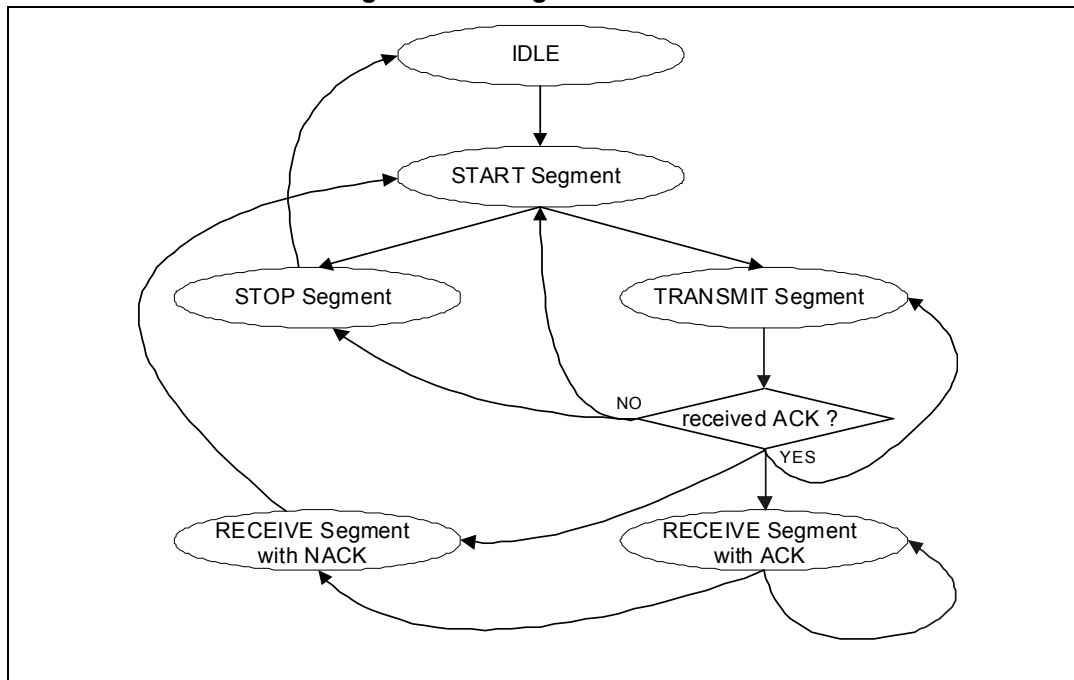 IDLE
START Segment
STOP Segment
TRANSMIT Segment
NO
received ACK ?
YES
RECEIVE Segment
with NACK
RECEIVE Segment
with ACK